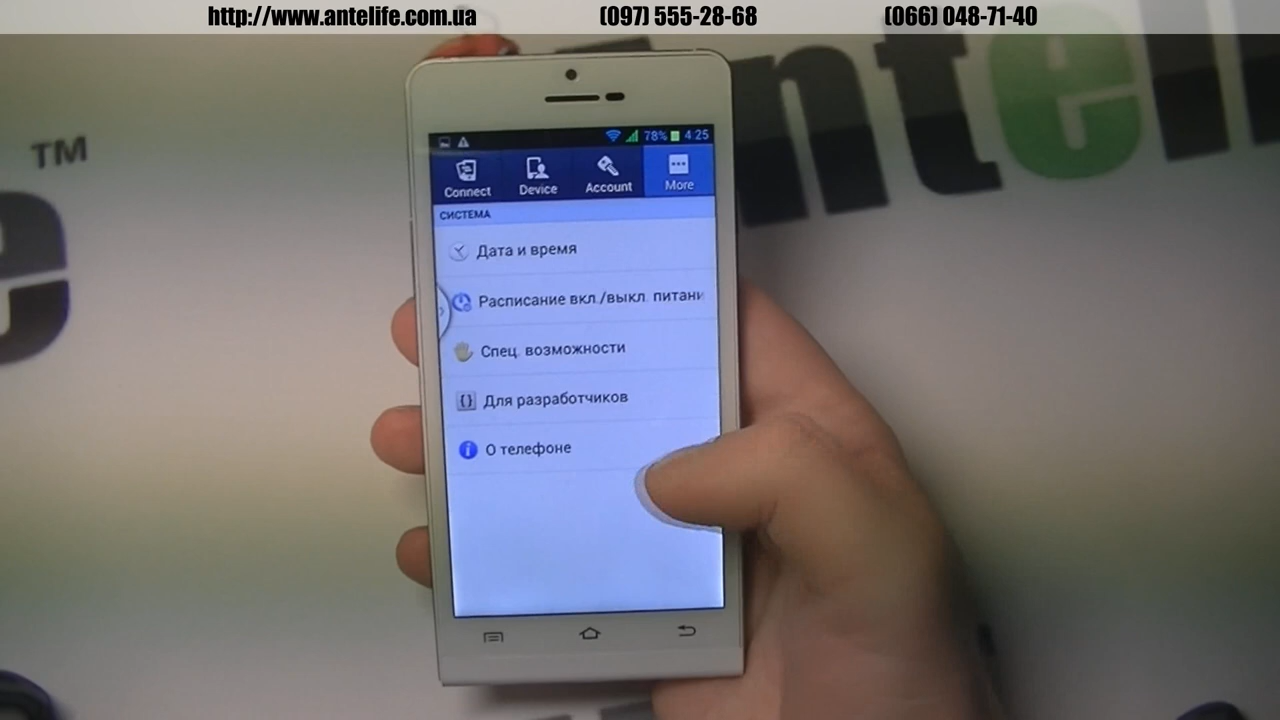 http://www.antelife.com.ua (097) 555-28-68 (066) 048-71-40
TM
e
Antel
78% 4:25
Connect Device Account More
СИСТЕМА
Дата и время
Расписание вкл./выкл. питани
Спец. возможности
Для разработчиков
О телефоне